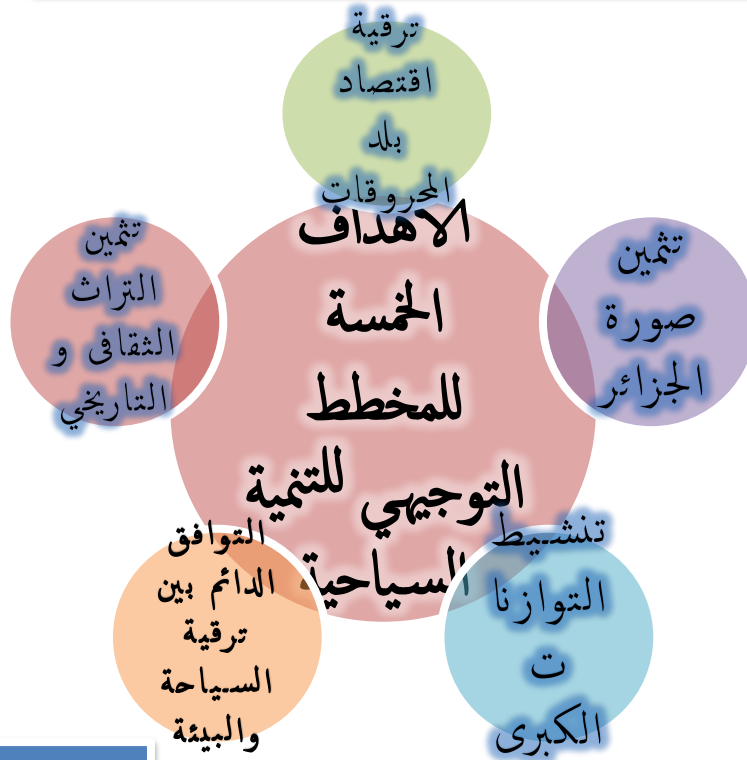 ترقية
اقتصاد
بلد
المحروقات
الاهداف
الخمسة
للمخطط
التوجيهي للتنمية
السياحية
تثمين
صورة
الجزائر
تنشيط
التوازنا
ت
الكبرى
التوافق
الدائم بين
ترقية
السياحة
والبيئة
تثمين
التراث
الثقافى و
التاريخي